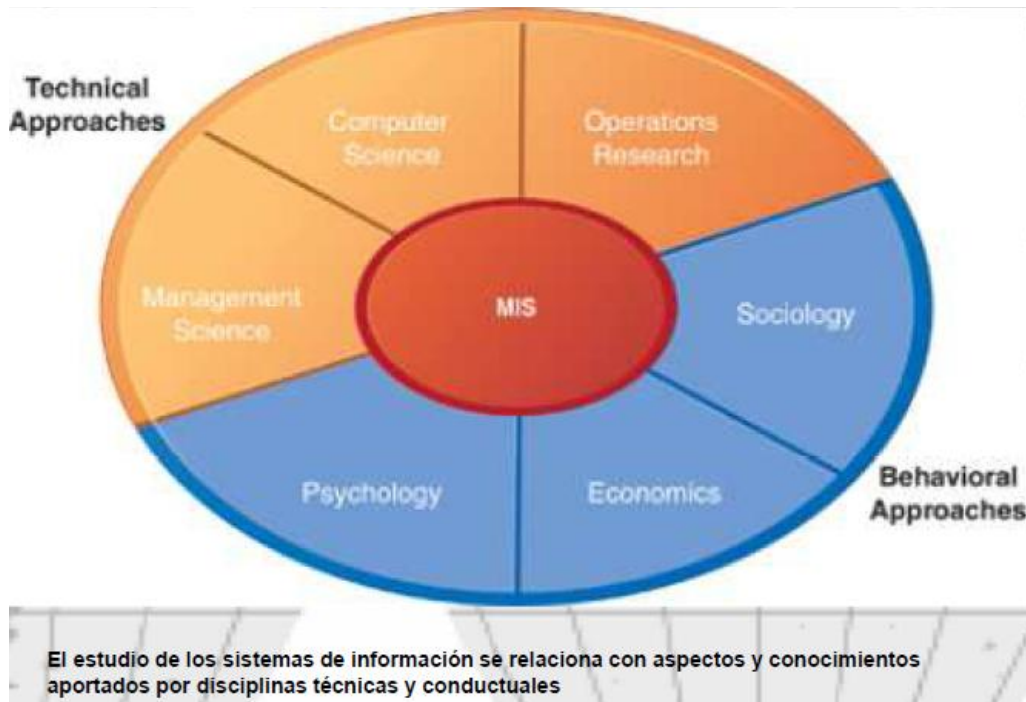 Technical
Approaches
Computer
Science
Operations
Research
Management
Science
MIS
Sociology
Psychology
Economics
Behavioral
Approaches
El estudio de los sistemas de información se relaciona con aspectos y conocimientos
aportados por disciplinas técnicas y conductuales